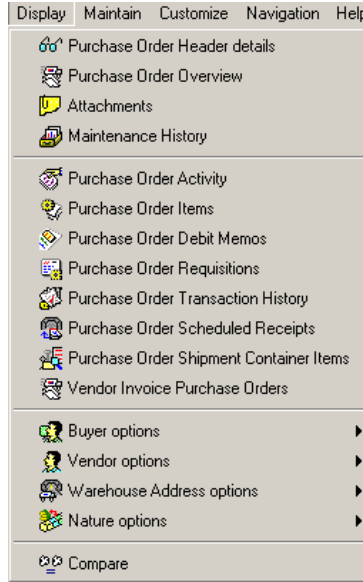 Display Maintain Customize Navigation Help
Purchase Order Header details
Purchase Order Overview
Attachments
Maintenance History
Purchase Order Activity
Purchase Order Items
Purchase Order Debit Memos
Purchase Order Requisitions
Purchase Order Transaction History
Purchase Order Scheduled Receipts
Purchase Order Shipment Container Items
Vendor Invoice Purchase Orders
Buyer options
Vendor options
Warehouse Address options
Nature options
Compare